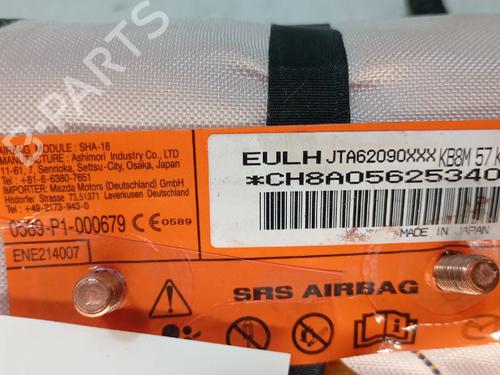 B-PARTS
AIRBAG MODULE : SHA-1B
MANUFACTURE : Ashimori Industry Co., LTD
11-61, 7, Senrioka, Settsu-City, Osaka, Japan
Tel : +81-6-6380-7651
IMPORTER: Mazda Motors (Deutschland) GmbH
Hitdorfer Strasse 73,51371 Leverkusen Deutschland
Tel : +49-2173-943-0
0589-P1-000679 CE 0589
ENE214007
EULH JTA62090XXX KB8M 57 K
*CH8A05625340
MADE IN JAPAN
SRS AIRBAG